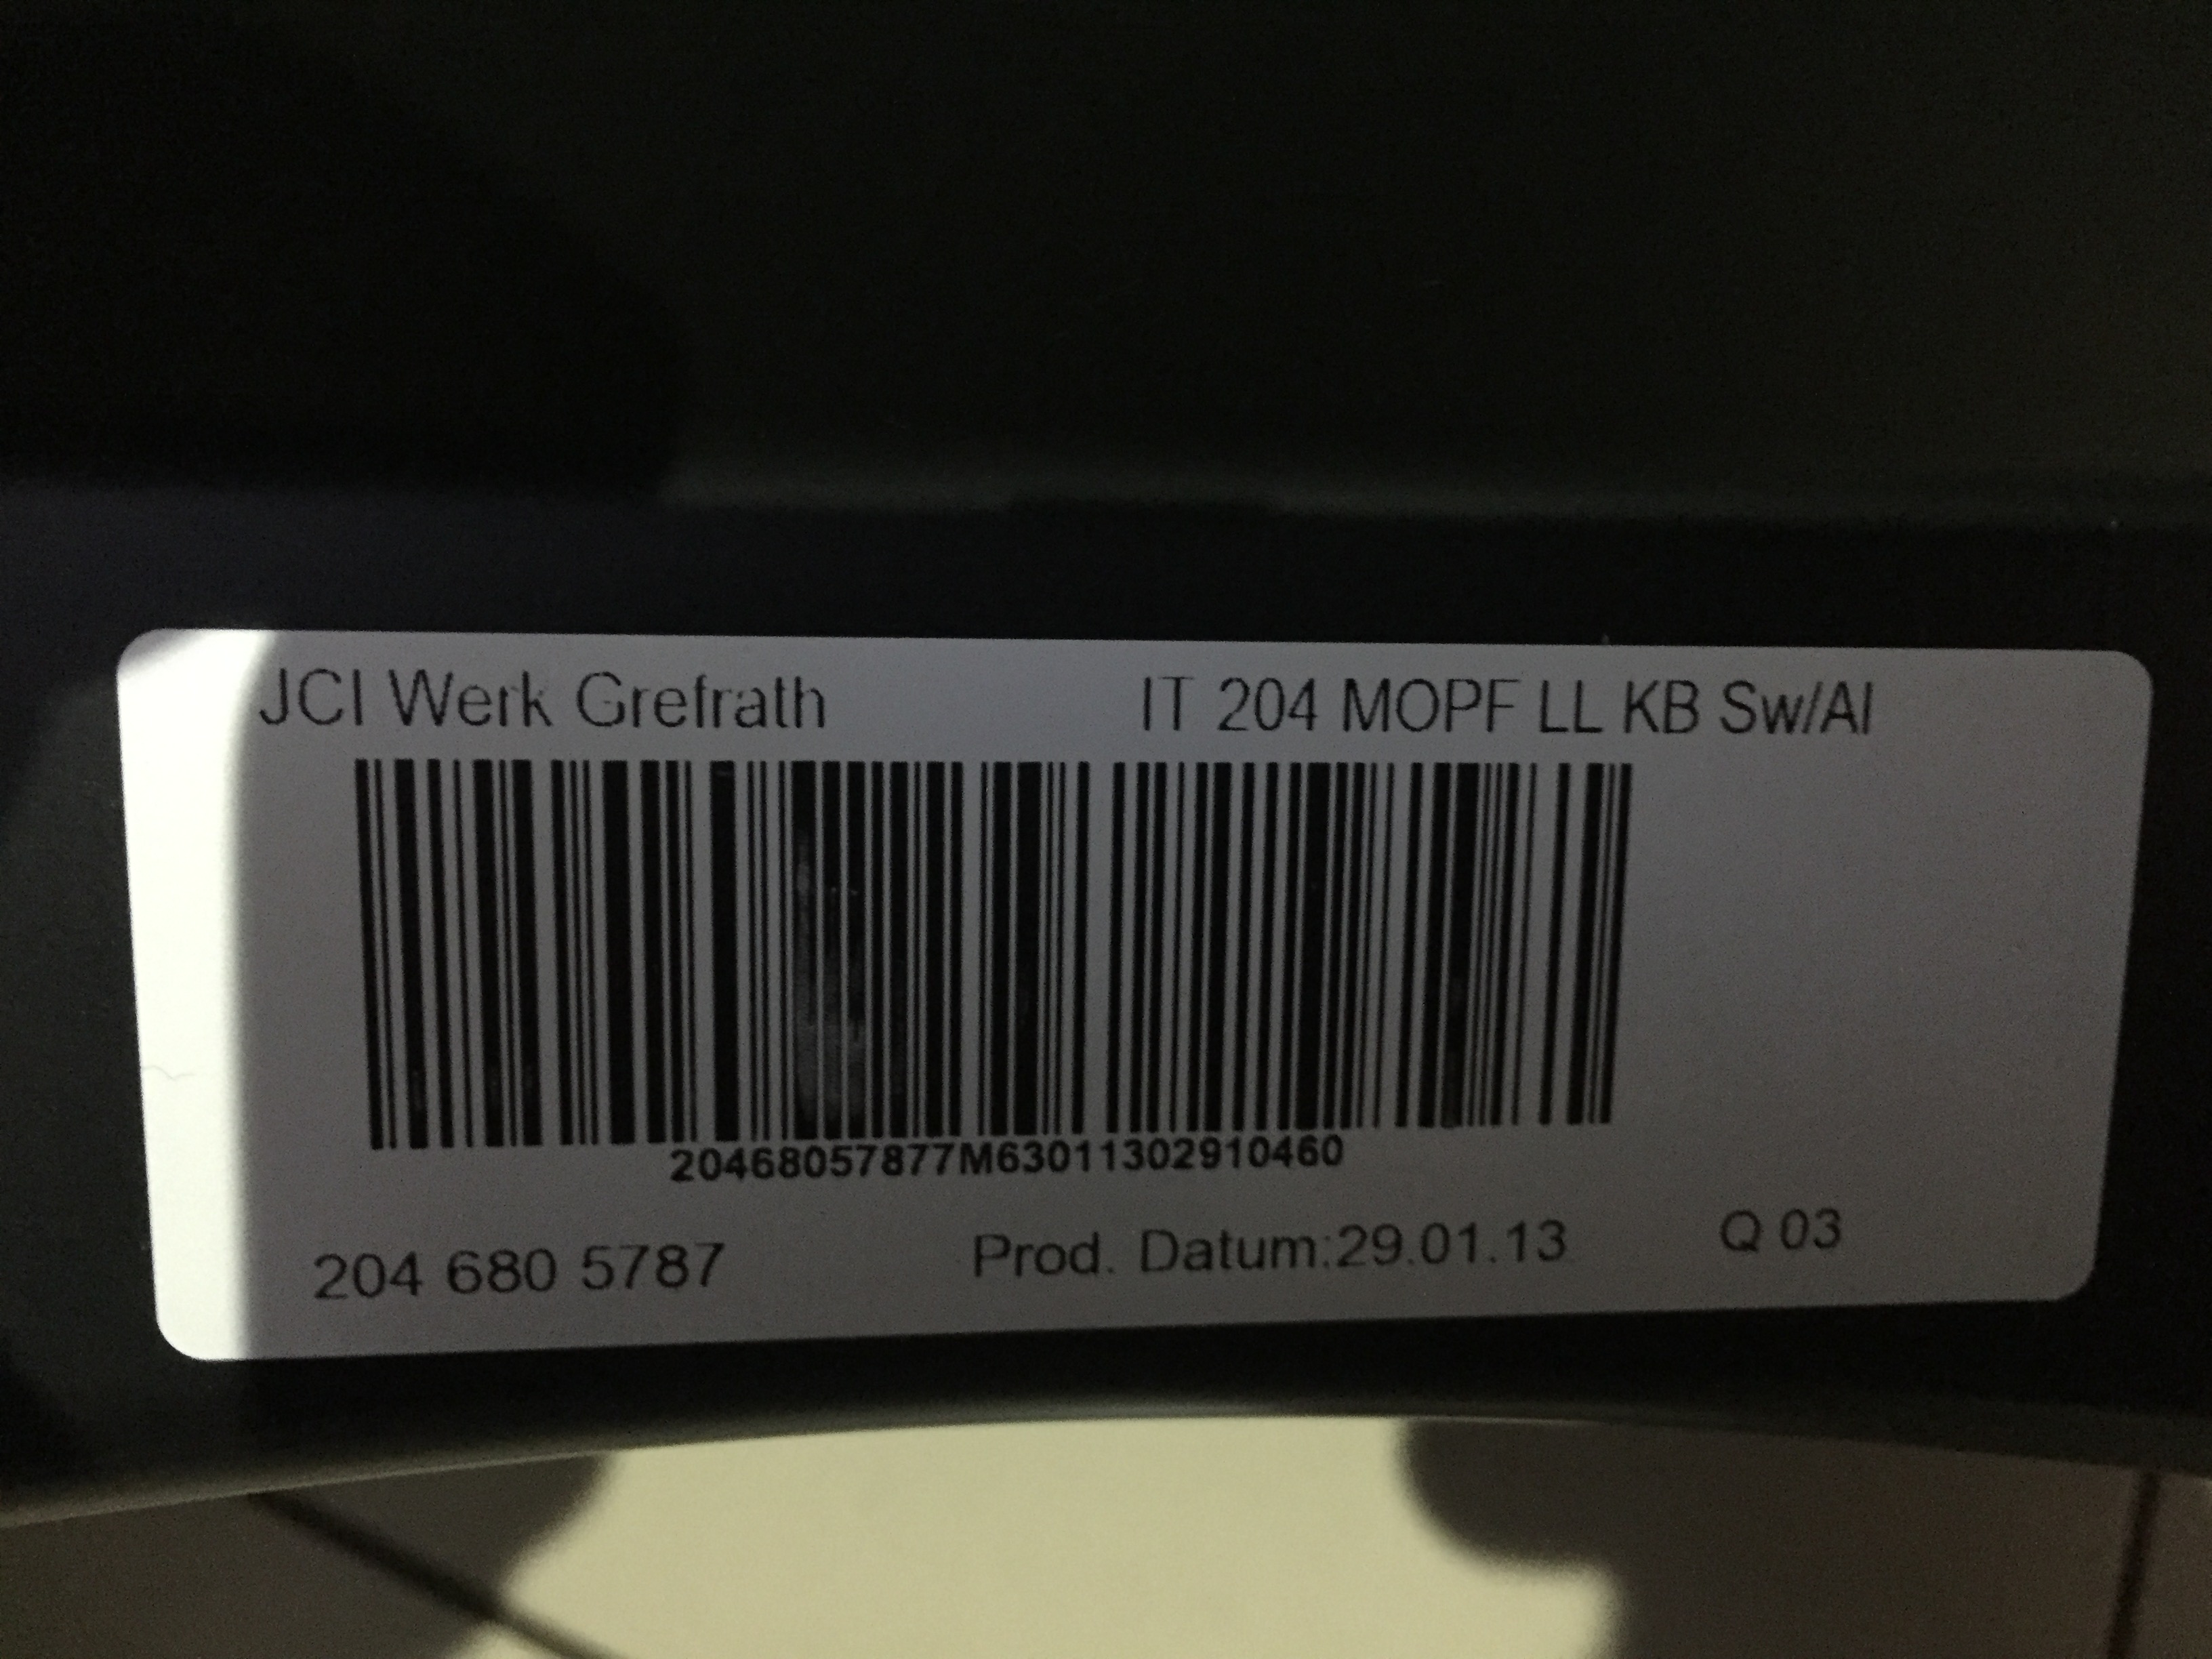 JCI Werk Grefrath IT 204 MOPF LL KB Sw/Al
20468057877M63011302910460
204 680 5787 Prod. Datum:29.01.13 Q 03